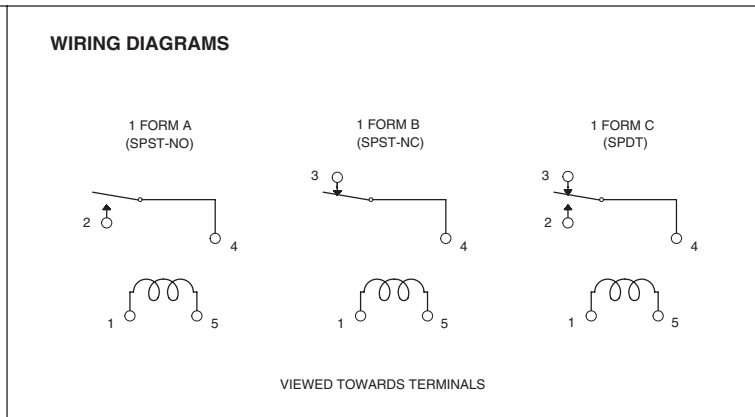 WIRING DIAGRAMS
1 FORM A
(SPST-NO)
2
4
1
5
1 FORM B
(SPST-NC)
3
4
1
5
1 FORM C
(SPDT)
3
2
4
1
5
VIEWED TOWARDS TERMINALS